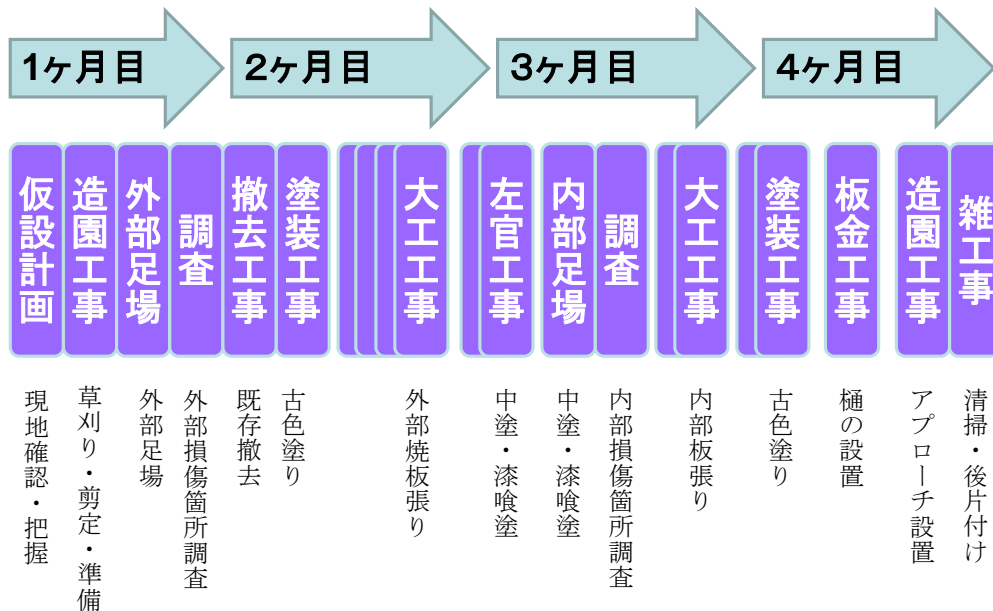 1ヶ月目
2ヶ月目
3ヶ月目
4ヶ月目
仮設計画
造園工事
外部足場
調査
撤去工事
塗装工事
大工工事
左官工事
内部足場
調査
大工工事
塗装工事
板金工事
造園工事
雑工事
現地確認・把握
草刈り・剪定・準備
外部足場
外部損傷箇所調査
既存撤去
古色塗り
外部焼板張り
中塗・漆喰塗
中塗・漆喰塗
内部損傷箇所調査
内部板張り
古色塗り
樋の設置
アプローチ設置
清掃・後片付け